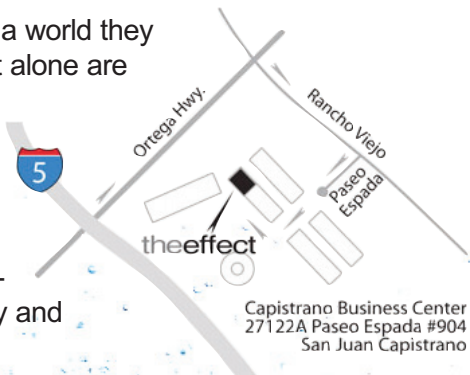 a world they
t alone are
Ortega Hwy.
Rancho Viejo
5
Paseo
Espada
theeffect
y and
Capistrano Business Center
27122A Paseo Espada #904
San Juan Capistrano